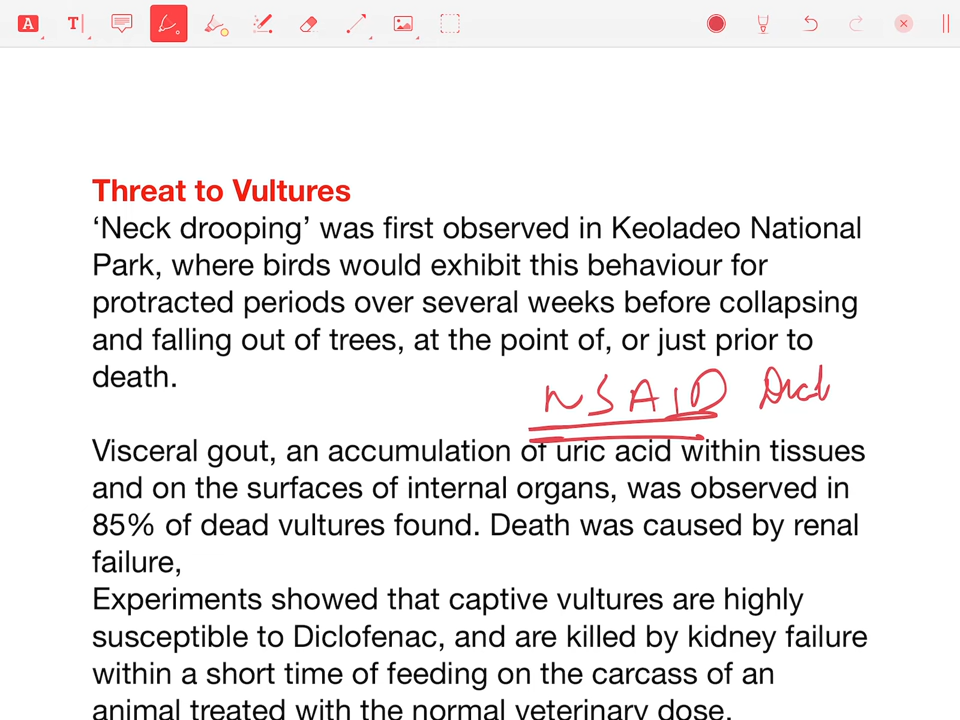 A T
Threat to Vultures
‘Neck drooping’ was first observed in Keoladeo National
Park, where birds would exhibit this behaviour for
protracted periods over several weeks before collapsing
and falling out of trees, at the point of, or just prior to
death.
NSAID
Visceral gout, an accumulation of uric acid within tissues
and on the surfaces of internal organs, was observed in
85% of dead vultures found. Death was caused by renal
failure,
Experiments showed that captive vultures are highly
susceptible to Diclofenac, and are killed by kidney failure
within a short time of feeding on the carcass of an
animal treated with the normal veterinary dose.